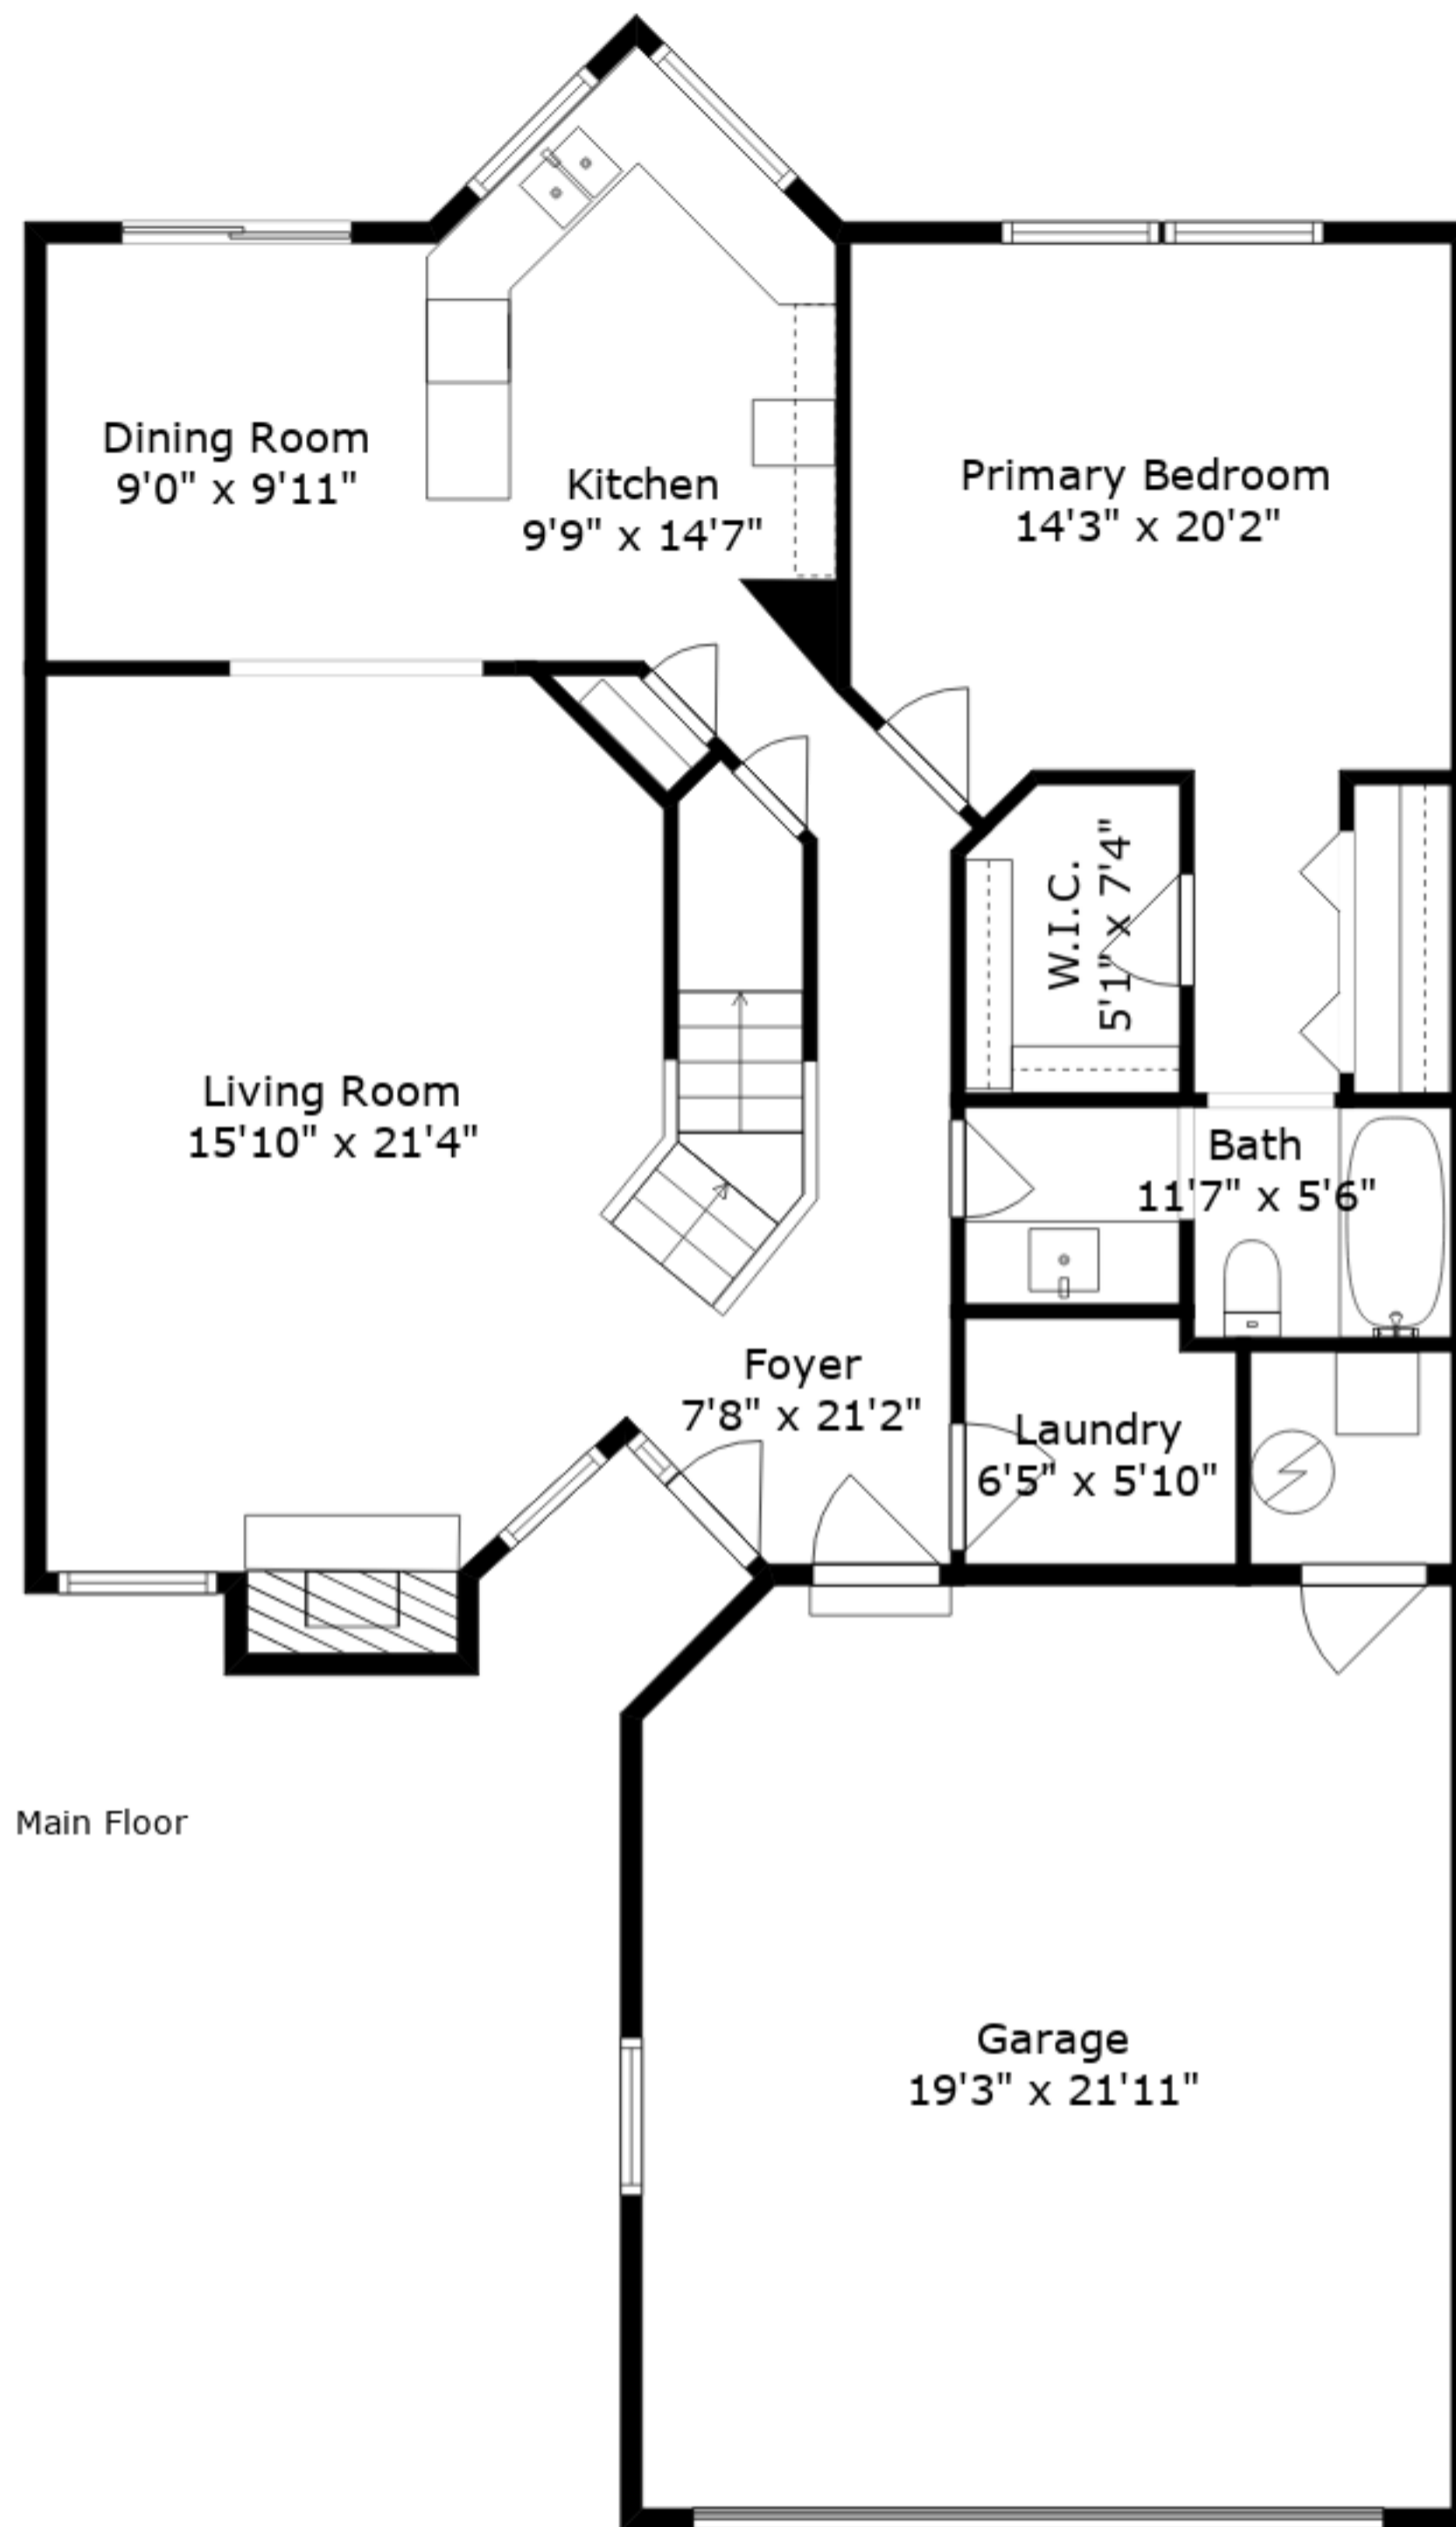 Dining Room
9'0" x 9'11"
Kitchen
9'9" x 14'7"
Primary Bedroom
14'3" x 20'2"
W.I.C.
5'1" x 7'4"
Living Room
15'10" x 21'4"
Bath
11'7" x 5'6"
Foyer
7'8" x 21'2"
Laundry
6'5" x 5'10"
Main Floor
Garage
19'3" x 21'11"